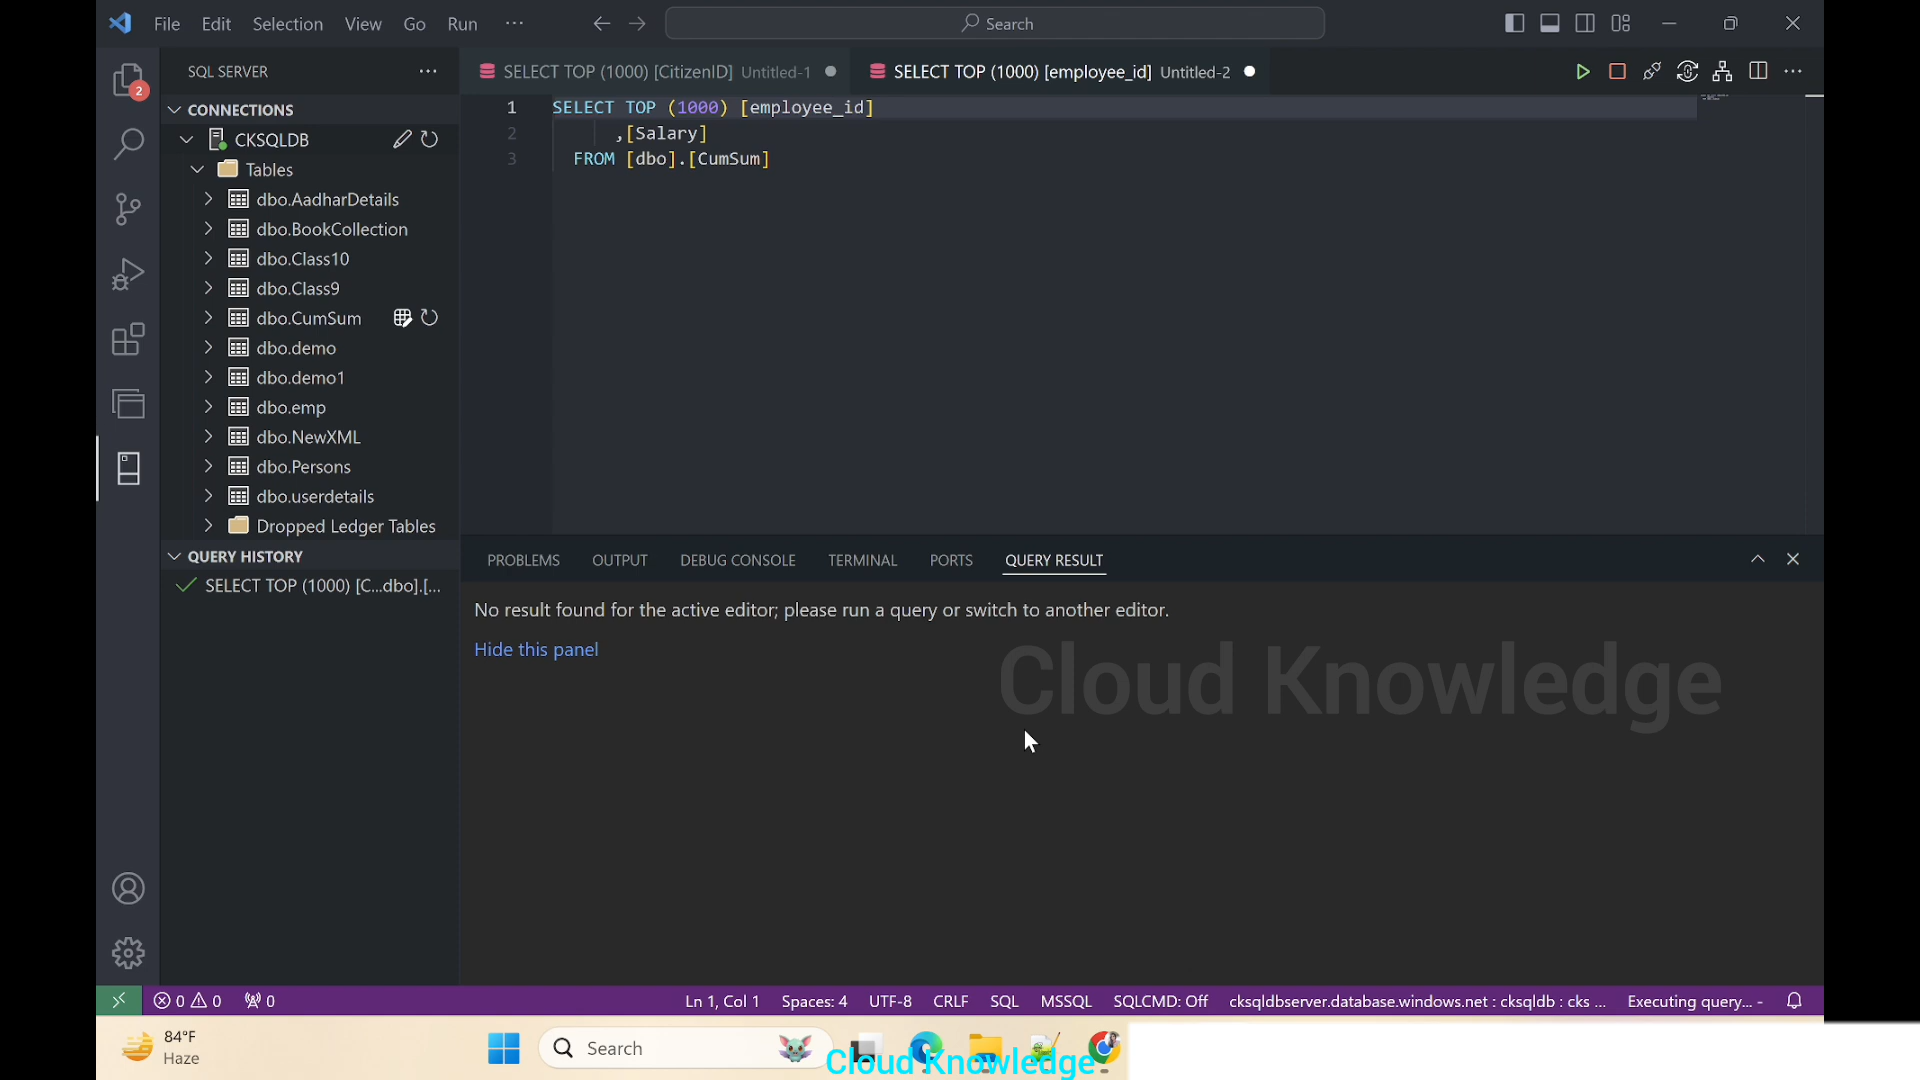 File Edit Selection View Go Run ...
Search
SQL SERVER
SELECT TOP (1000) [CitizenID] Untitled-1
SELECT TOP (1000) [employee_id] Untitled-2
CONNECTIONS
CKSQLDB
Tables
dbo.AadharDetails
dbo.BookCollection
dbo.Class10
dbo.Class9
dbo.CumSum
dbo.demo
dbo.demo1
dbo.emp
dbo.NewXML
dbo.Persons
dbo.userdetails
Dropped Ledger Tables
QUERY HISTORY
SELECT TOP (1000) [C...dbo].[...
2
1 SELECT TOP (1000) [employee_id]
2 ,[Salary]
3 FROM [dbo].[CumSum]
PROBLEMS OUTPUT DEBUG CONSOLE TERMINAL PORTS QUERY RESULT
No result found for the active editor; please run a query or switch to another editor.
Hide this panel
Cloud Knowledge
0 0 0 Ln 1, Col 1 Spaces: 4 UTF-8 CRLF SQL MSSQL SQLCMD: Off cksqldbserver.database.windows.net : cksqldb : cks ... Executing query... -
84°F
Haze
Search
Cloud Knowledge